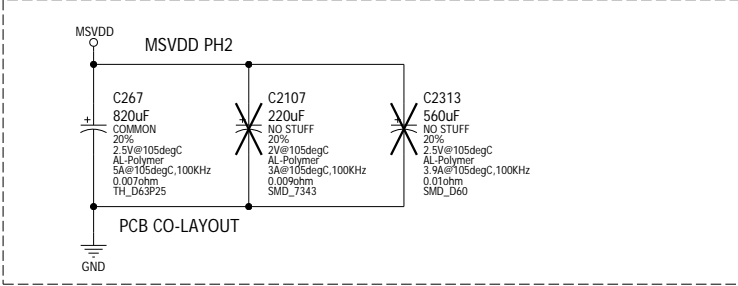 MSVDD
MSVDD PH2
C267
820uF
COMMON
20%
2.5V@105degC
AL-Polymer
5A@105degC,100KHz
0.007ohm
TH_D63P25
C2107
220uF
NO STUFF
20%
2V@105degC
AL-Polymer
3A@105degC,100KHz
0.009ohm
SMD_7343
C2313
560uF
NO STUFF
20%
2.5V@105degC
AL-Polymer
3.9A@105degC,100KHz
0.01ohm
SMD_D60
PCB CO-LAYOUT
GND